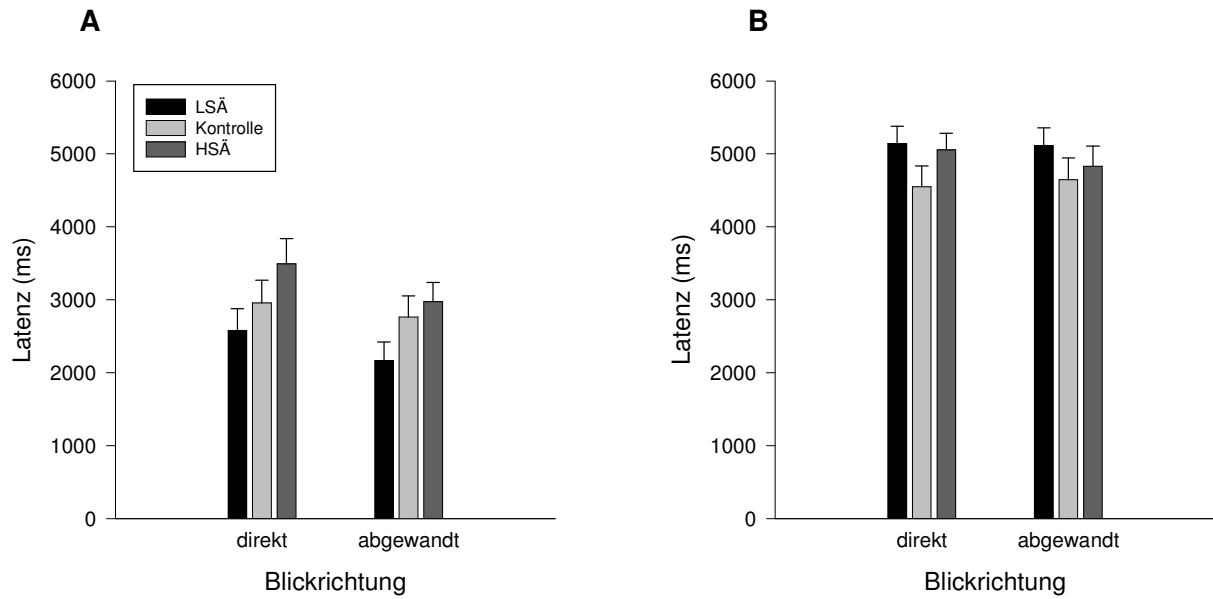 A
6000
5000
4000
3000
2000
1000
0
Latenz (ms)
LSÄ
Kontrolle
HSÄ
direkt abgewandt
Blickrichtung
B
6000
5000
4000
3000
2000
1000
0
Latenz (ms)
direkt abgewandt
Blickrichtung